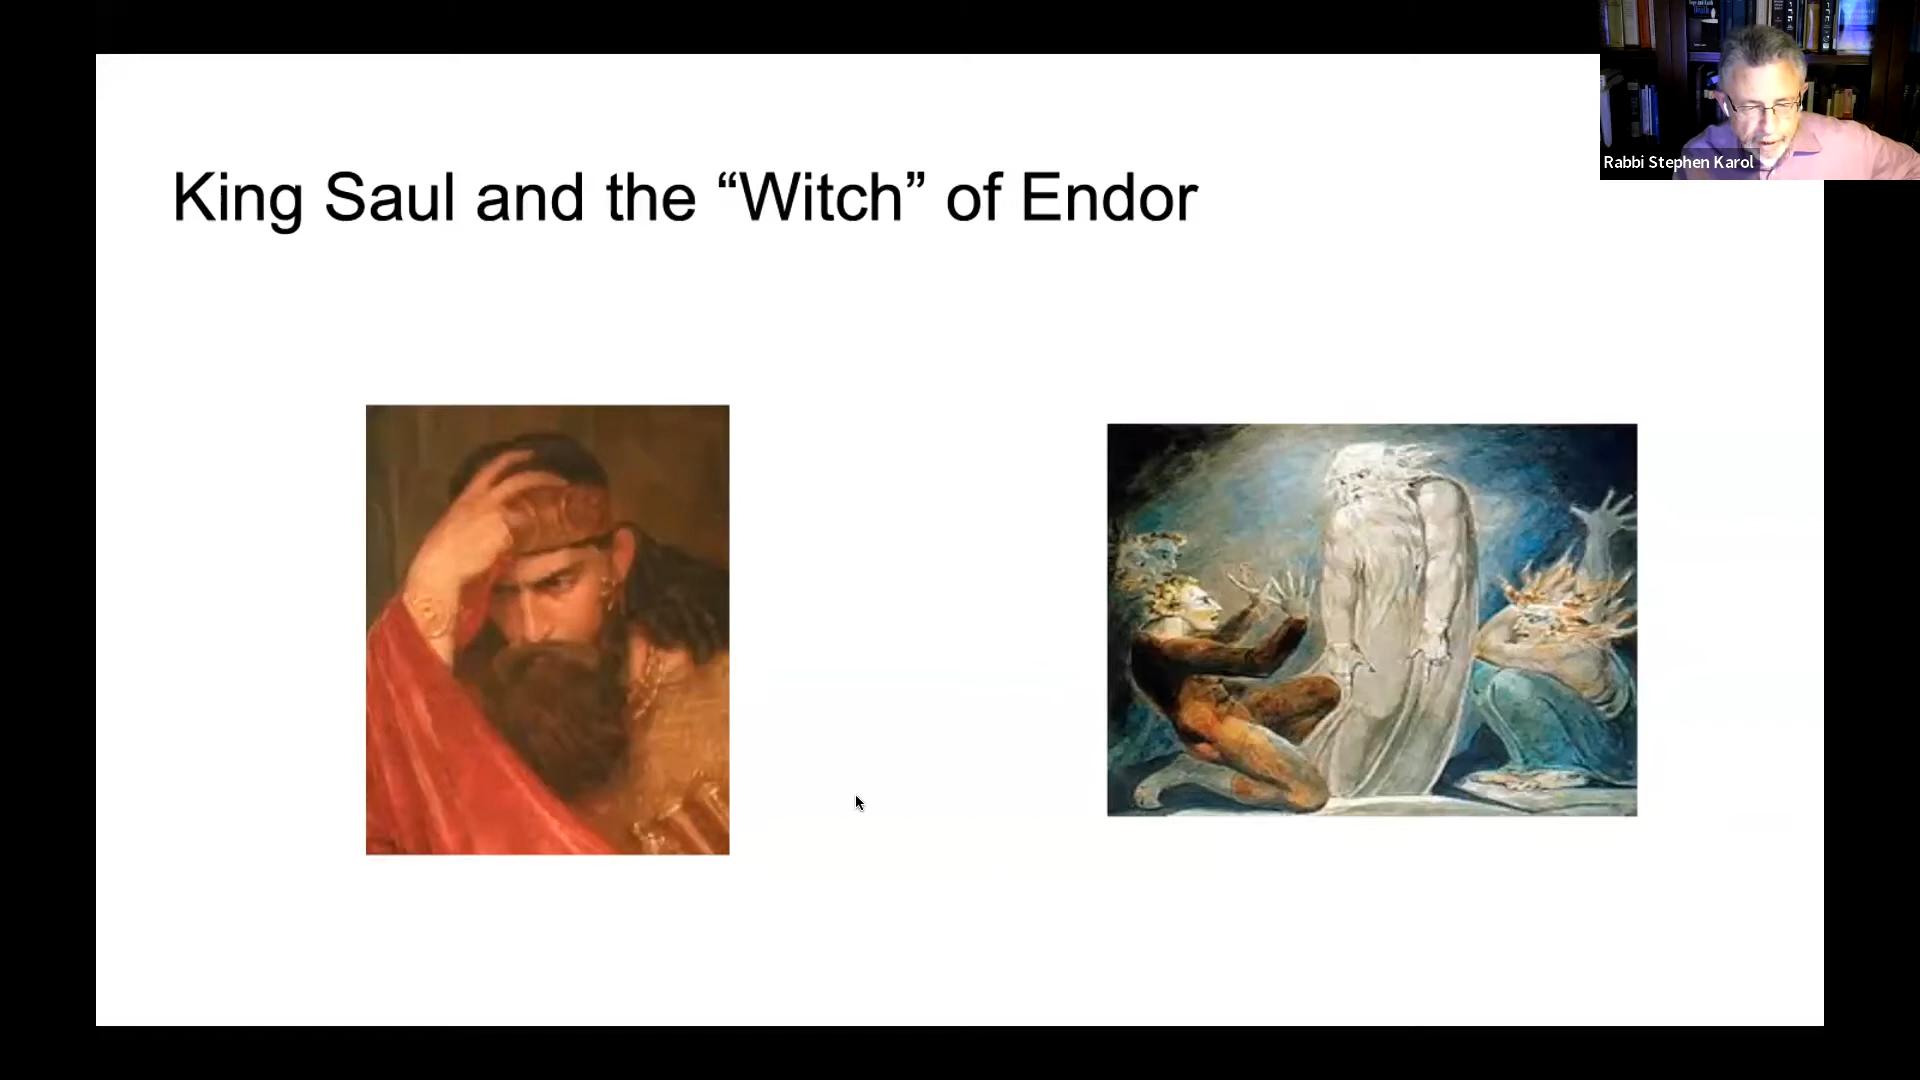 King Saul and the “Witch” of Endor
Rabbi Stephen Karol